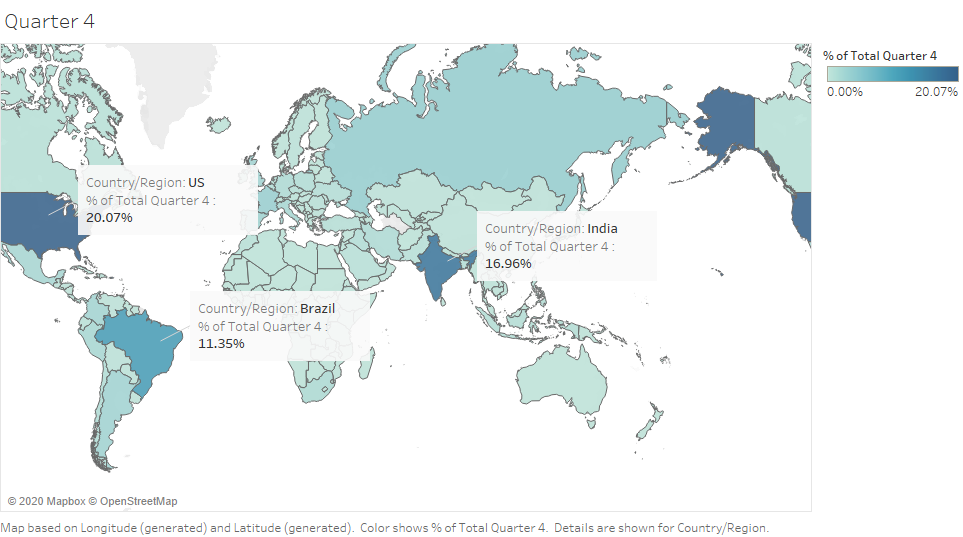 Quarter 4
% of Total Quarter 4
0.00%
20.07%
Country/Region: US
% of Total Quarter 4 :
20.07%
Country/Region: India
% of Total Quarter 4 :
16.96%
Country/Region: Brazil
% of Total Quarter 4 :
11.35%
© 2020 Mapbox © OpenStreetMap
Map based on Longitude (generated) and Latitude (generated). Color shows % of Total Quarter 4. Details are shown for Country/Region.